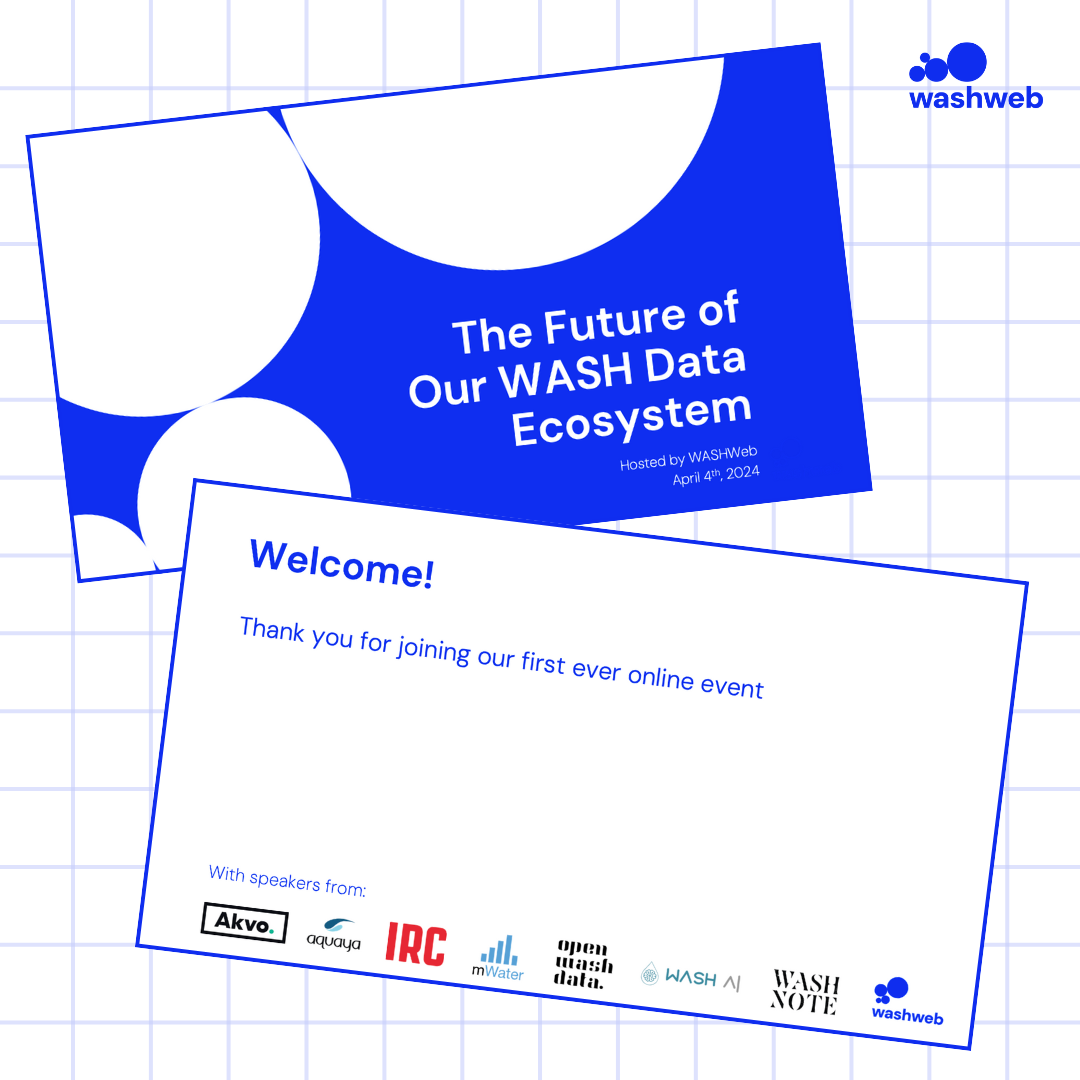 washweb
The Future of
Our WASH Data
Ecosystem
Hosted by WASHWeb
April 4th, 2024
Welcome!
Thank you for joining our first ever online event
With speakers from:
Akvo.
aquaya
IRC
mWater
open
wash
data.
WASH AI
WASH
NOTE
washweb